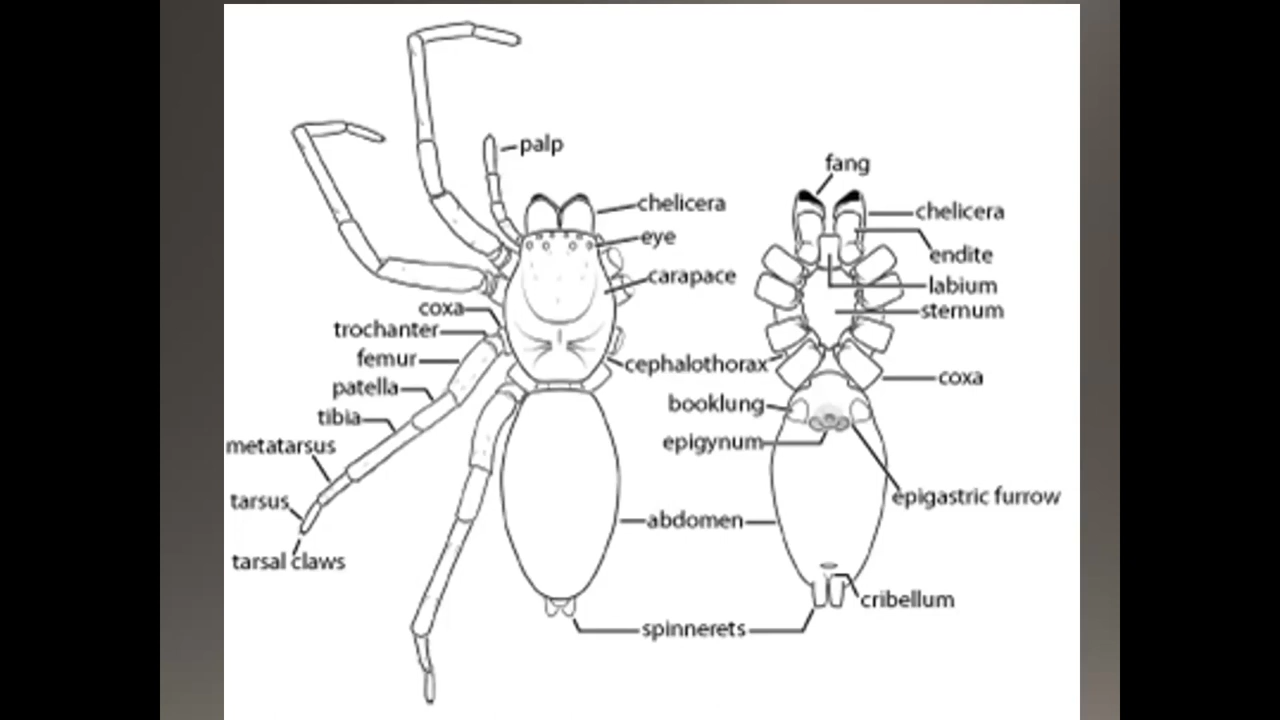 palp
chelicera
eye
carapace
coxa
trochanter
femur
patella
tibia
metatarsus
tarsus
tarsal claws
cephalothorax
booklung
epigynum
abdomen
spinnerets
fang
chelicera
endite
labium
sternum
coxa
epigastric furrow
cribellum